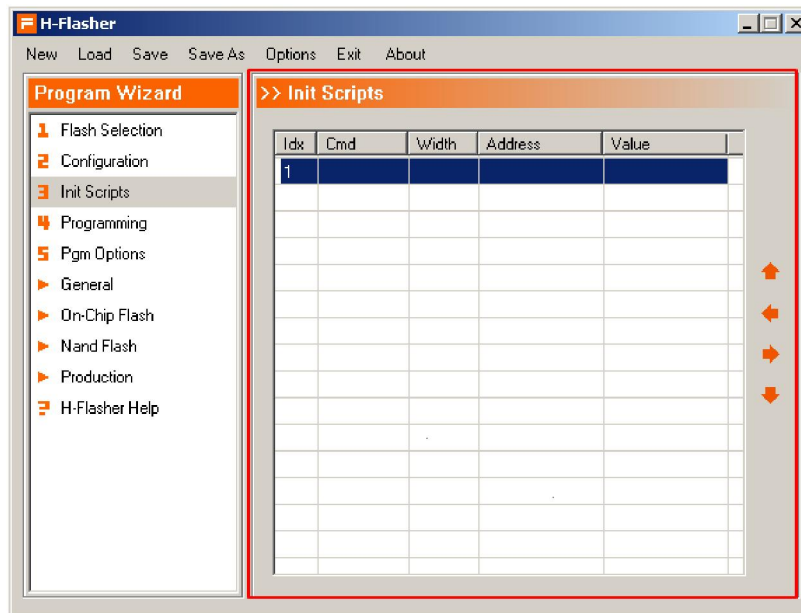 H-Flasher
New Load Save Save As Options Exit About
Program Wizard
1 Flash Selection
2 Configuration
3 Init Scripts
4 Programming
5 Pgm Options
General
On-Chip Flash
Nand Flash
Production
? H-Flasher Help
>> Init Scripts
Idx Cmd Width Address Value
1